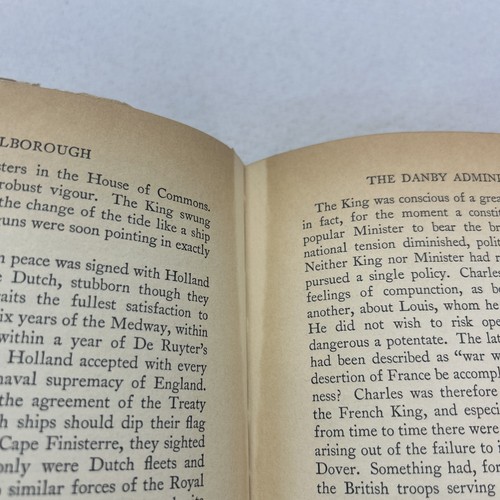 LBOROUGH
sters in the House of Commons.
robust vigour. The King swung
the change of the tide like a ship
uns were soon pointing in exactly
n peace was signed with Holland
e Dutch, stubborn though they
raits the fullest satisfaction to
ix years of the Medway, within
within a year of De Ruyter's
Holland accepted with every
naval supremacy of England.
the agreement of the Treaty
h ships should dip their flag
Cape Finisterre, they sighted
only were Dutch fleets and
similar forces of the Royal
THE DANBY ADMINI
The King was conscious of a grea
in fact, for the moment a constit
popular Minister to bear the br
national tension diminished, polit
Neither King nor Minister had r
pursued a single policy. Charles
feelings of compunction, as be
another, about Louis, whom he
He did not wish to risk ope
dangerous a potentate. The lat
had been described as "war w
desertion of France be accomp
ness? Charles was therefore
the French King, and especi
from time to time there were
arising out of the failure to i
Dover. Something had, for
the British troops serving